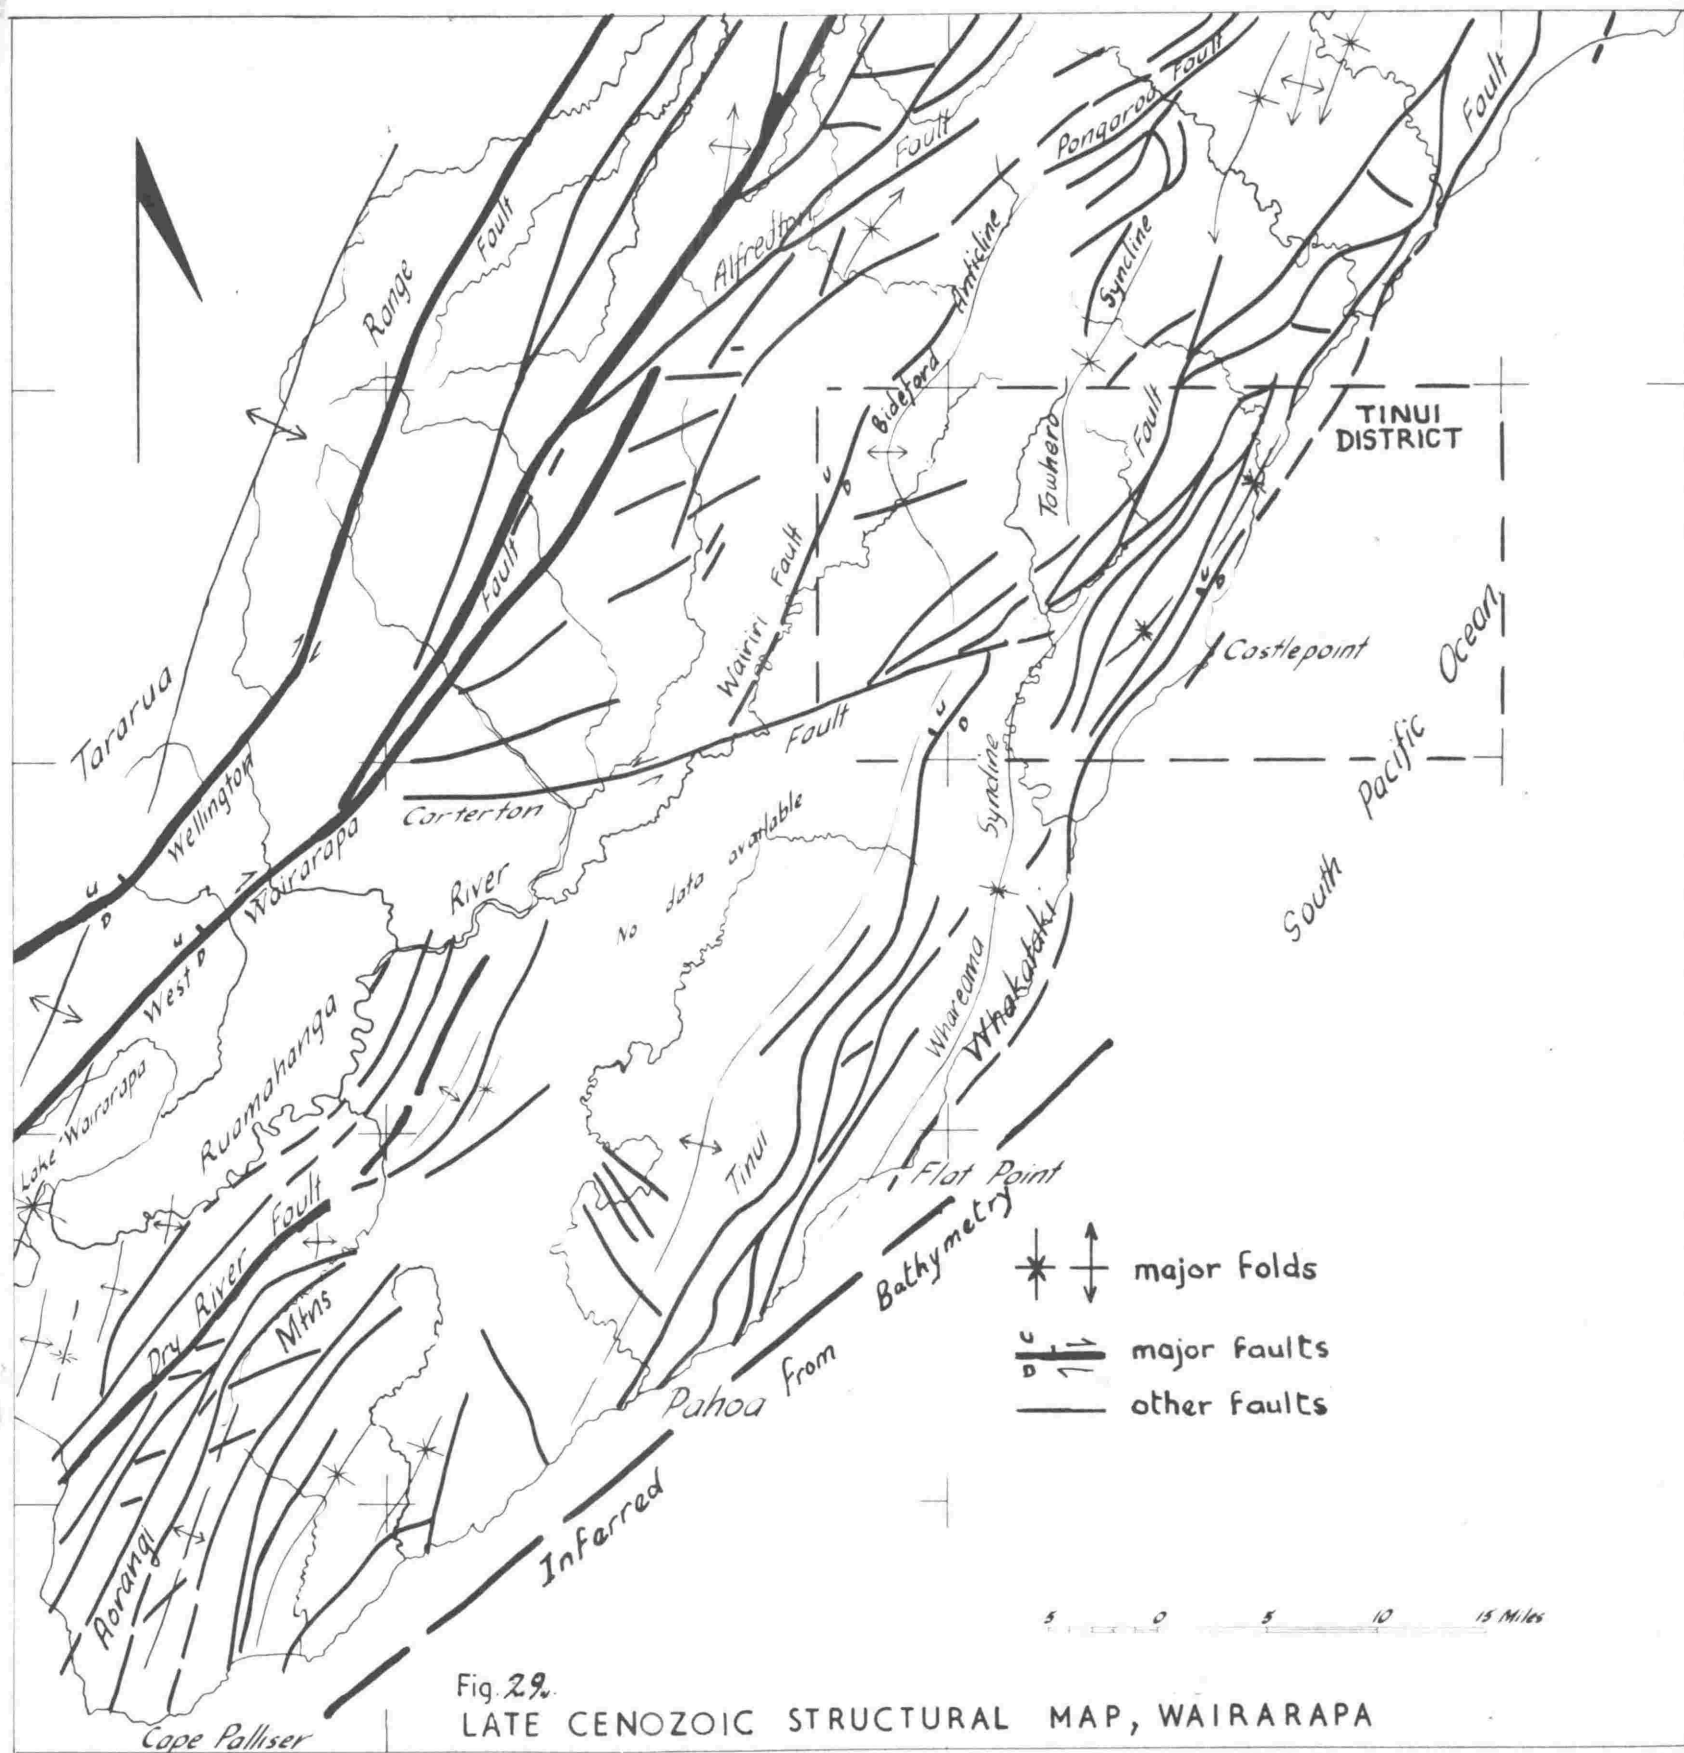 Fault
Fault
Pongaroa
Fault
Fault
Alfredton
Range
Anticline
Syncline
Bideford
TINUI
DISTRICT
Fault
Tawhero
U
D
Fault
Fault
Wairiri
U
D
Castlepoint
Ocean
Tararua
U
D
Fault
Pacific
Syncline
Wellington
Carterton
Wairarapa
No data available
River
South
U
D
U
D
West
Whareama
Whakataki
Ruamahanga
Lake Wairarapa
Tinui
Flat Point
Fault
Bathymetry
River
Dry
Mtns
major folds
U
D
major faults
other faults
from
Pahoa
Inferred
Aorangi
5 0 5 10 15 Miles
Fig. 29.
LATE CENOZOIC STRUCTURAL MAP, WAIRARAPA
Cape Palliser